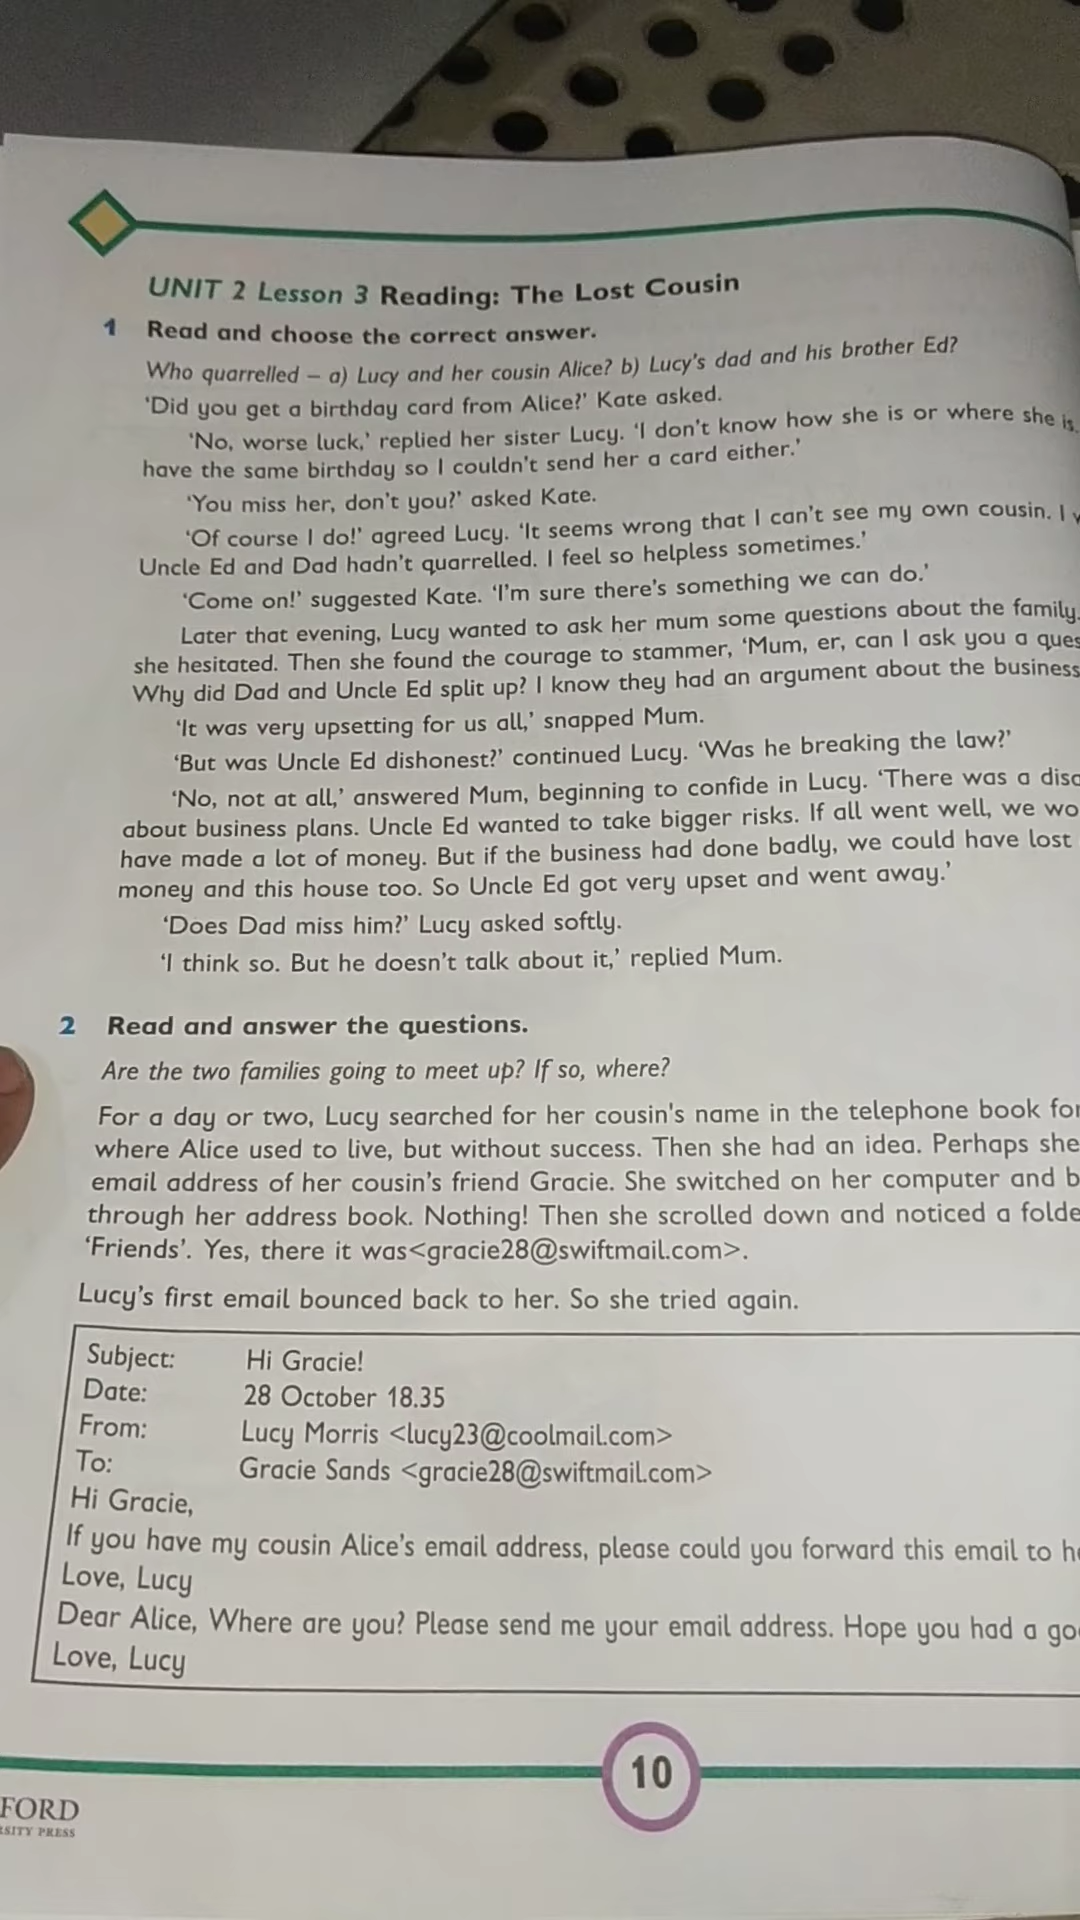 UNIT 2 Lesson 3 Reading: The Lost Cousin
1 Read and choose the correct answer.
Who quarrelled – a) Lucy and her cousin Alice? b) Lucy's dad and his brother Ed?
'Did you get a birthday card from Alice?' Kate asked.
'No, worse luck,' replied her sister Lucy. 'I don't know how she is or where she is.
have the same birthday so I couldn't send her a card either.'
'You miss her, don't you?' asked Kate.
'Of course I do!' agreed Lucy. 'It seems wrong that I can't see my own cousin. I
Uncle Ed and Dad hadn't quarrelled. I feel so helpless sometimes.'
'Come on!' suggested Kate. 'I'm sure there's something we can do.'
Later that evening, Lucy wanted to ask her mum some questions about the family.
she hesitated. Then she found the courage to stammer, 'Mum, er, can I ask you a ques
Why did Dad and Uncle Ed split up? I know they had an argument about the business
'It was very upsetting for us all,' snapped Mum.
'But was Uncle Ed dishonest?' continued Lucy. 'Was he breaking the law?'
'No, not at all,' answered Mum, beginning to confide in Lucy. 'There was a
about business plans. Uncle Ed wanted to take bigger risks. If all went well, we wo
have made a lot of money. But if the business had done badly, we could have lost
money and this house too. So Uncle Ed got very upset and went away.'
'Does Dad miss him?' Lucy asked softly.
'I think so. But he doesn't talk about it,' replied Mum.
2 Read and answer the questions.
Are the two families going to meet up? If so, where?
For a day or two, Lucy searched for her cousin's name in the telephone book for
where Alice used to live, but without success. Then she had an idea. Perhaps she
email address of her cousin's friend Gracie. She switched on her computer and b
through her address book. Nothing! Then she scrolled down and noticed a folde
'Friends'. Yes, there it was<gracie28@swiftmail.com>.
Lucy's first email bounced back to her. So she tried again.
Subject: Hi Gracie!
Date: 28 October 18.35
From: Lucy Morris <lucy23@coolmail.com>
To: Gracie Sands <gracie28@swiftmail.com>
Hi Gracie,
If you have my cousin Alice's email address, please could you forward this email to he
Love, Lucy
Dear Alice, Where are you? Please send me your email address. Hope you had a go
Love, Lucy
10
FORD
RSITY PRESS